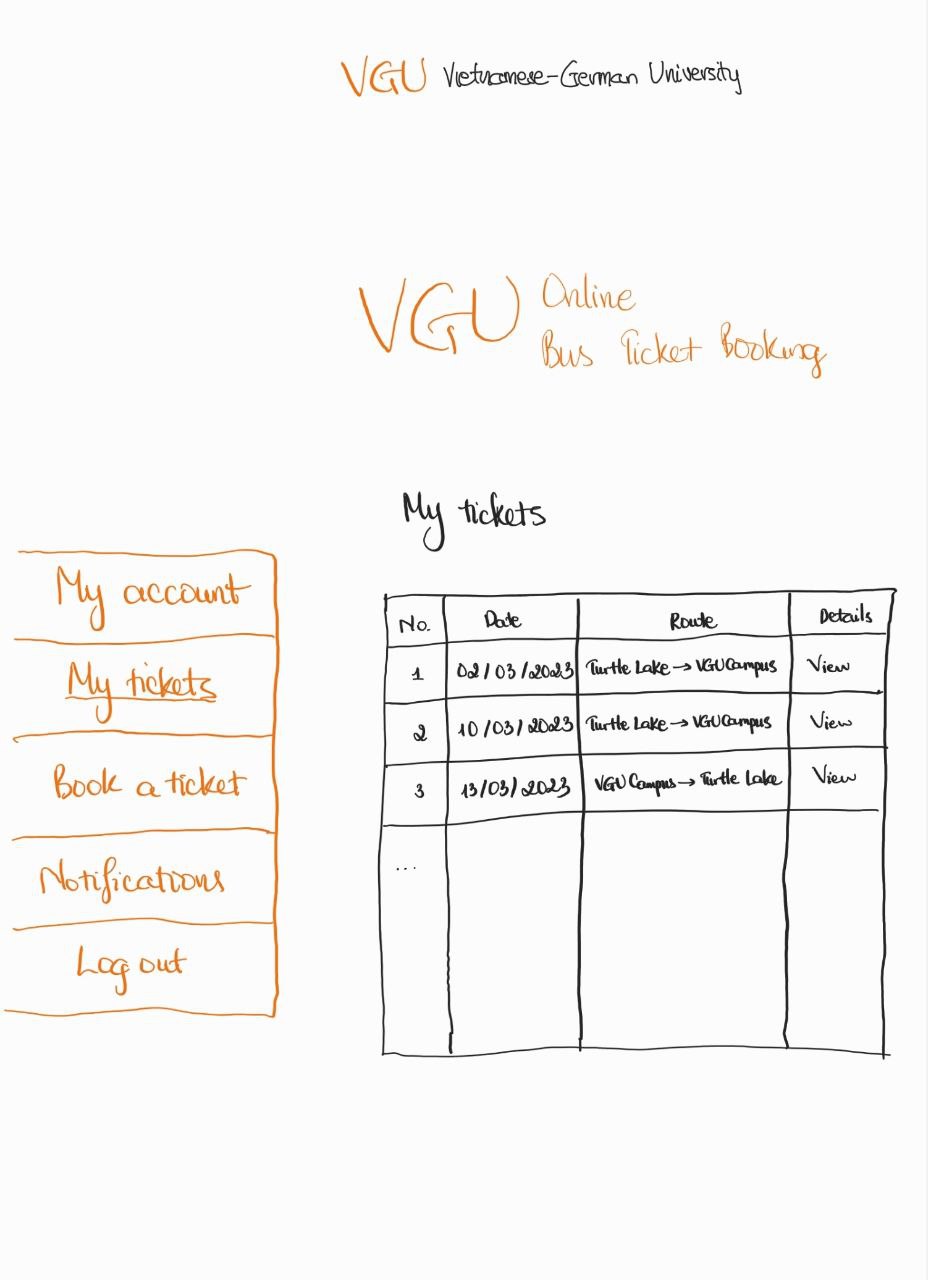 VGU Vietnamese-German University
VGU Online
Bus Ticket Booking
My tickets
My account
My tickets
Book a ticket
Notifications
Log out
No. Date Route Details
1 02/03/2023 Turtle Lake → VGU Campus View
2 10/03/2023 Turtle Lake → VGU Campus View
3 13/03/2023 VGU Campus → Turtle Lake View
...